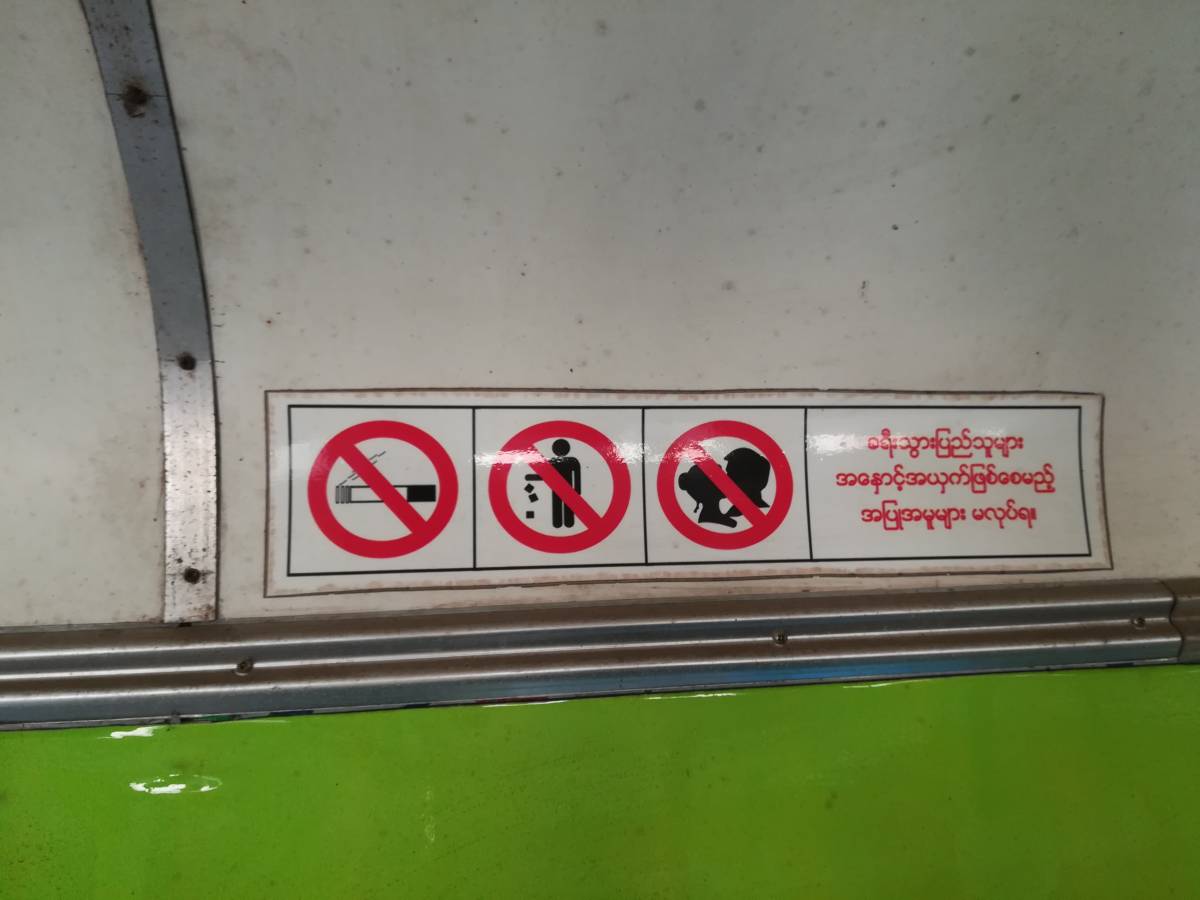 ခရီးသွားပြည်သူများ
အနှောင့်အယှက်ဖြစ်စေမည့်
အပြုအမူများ မလုပ်ရ။